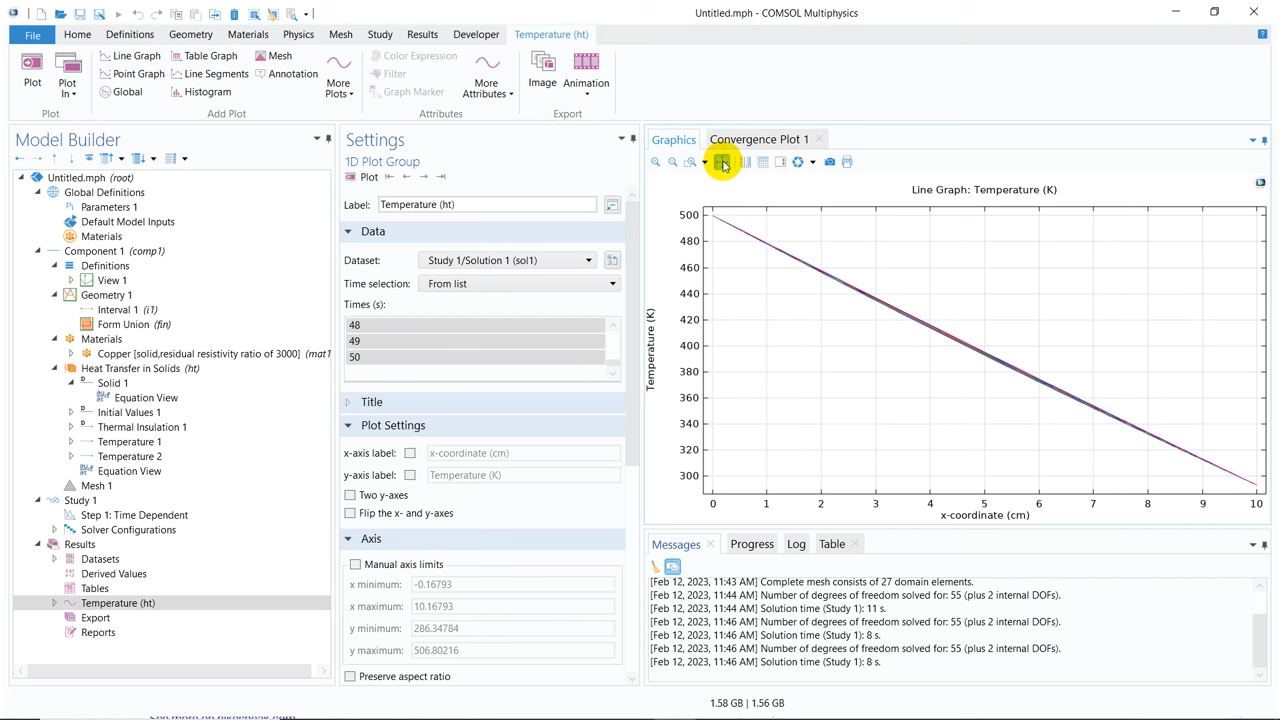 Untitled.mph - COMSOL Multiphysics
File Home Definitions Geometry Materials Physics Mesh Study Results Developer Temperature (ht)
Plot
Plot In
Plot
Line Graph Table Graph Mesh
Point Graph Line Segments Annotation
Global Histogram
More Plots
Add Plot
Color Expression
Filter
Graph Marker
More Attributes
Attributes
Image
Animation
Export
Model Builder
Untitled.mph (root)
Global Definitions
Parameters 1
Default Model Inputs
Materials
Component 1 (comp1)
Definitions
View 1
Geometry 1
Interval 1 (i1)
Form Union (fin)
Materials
Copper [solid,residual resistivity ratio of 3000] (mat1
Heat Transfer in Solids (ht)
Solid 1
Equation View
Initial Values 1
Thermal Insulation 1
Temperature 1
Temperature 2
Equation View
Mesh 1
Study 1
Step 1: Time Dependent
Solver Configurations
Results
Datasets
Derived Values
Tables
Temperature (ht)
Export
Reports
Settings
1D Plot Group
Plot
Label: Temperature (ht)
Data
Dataset: Study 1/Solution 1 (sol1)
Time selection: From list
Times (s):
48
49
50
Title
Plot Settings
x-axis label: x-coordinate (cm)
y-axis label: Temperature (K)
Two y-axes
Flip the x- and y-axes
Axis
Manual axis limits
x minimum: -0.16793
x maximum: 10.16793
y minimum: 286.34784
y maximum: 506.80216
Preserve aspect ratio
Graphics Convergence Plot 1
Line Graph: Temperature (K)
Temperature (K)
500
480
460
440
420
400
380
360
340
320
300
0 1 2 3 4 5 6 7 8 9 10
x-coordinate (cm)
Messages Progress Log Table
[Feb 12, 2023, 11:43 AM] Complete mesh consists of 27 domain elements.
[Feb 12, 2023, 11:44 AM] Number of degrees of freedom solved for: 55 (plus 2 internal DOFs).
[Feb 12, 2023, 11:44 AM] Solution time (Study 1): 11 s.
[Feb 12, 2023, 11:46 AM] Number of degrees of freedom solved for: 55 (plus 2 internal DOFs).
[Feb 12, 2023, 11:46 AM] Solution time (Study 1): 8 s.
[Feb 12, 2023, 11:46 AM] Number of degrees of freedom solved for: 55 (plus 2 internal DOFs).
[Feb 12, 2023, 11:46 AM] Solution time (Study 1): 8 s.
1.58 GB | 1.56 GB